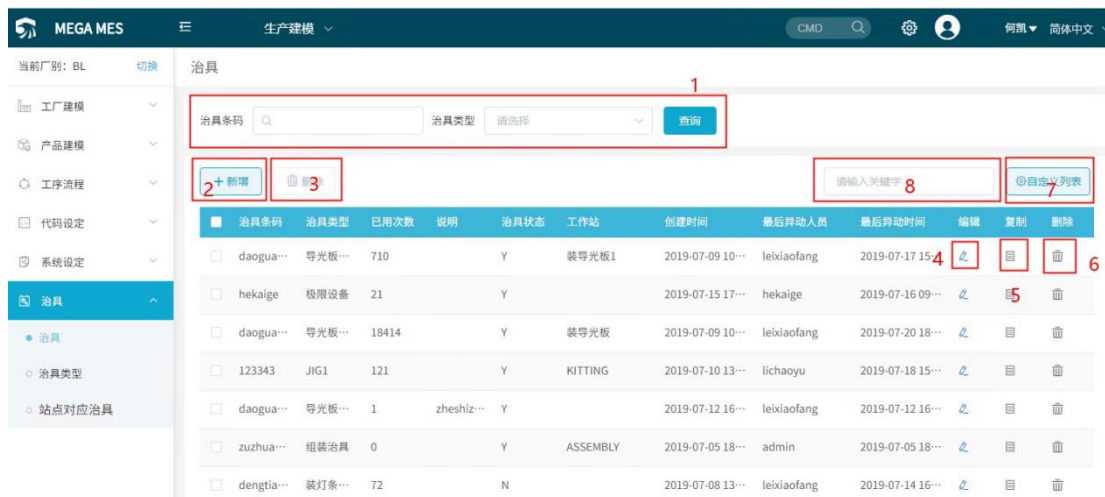 MEGA MES 生产建模 CMD 何凯 简体中文
当前厂别: BL 切换 治具
1
工厂建模
治具条码 治具类型 请选择 查询
产品建模
工序流程 2 +新增 3 删除 请输入关键字 8 自定义列表 7
代码设定 治具条码 治具类型 已用次数 说明 治具状态 工作站 创建时间 最后异动人员 最后异动时间 编辑 复制 删除
系统设定 daogua… 导光板… 710 Y 装导光板1 2019-07-09 10… leixiaofang 2019-07-17 15… 4 6
治具 hekaige 极限设备 21 Y 2019-07-15 17… hekaige 2019-07-16 09… 5
治具 daogua… 导光板… 18414 Y 装导光板 2019-07-09 10… leixiaofang 2019-07-20 18…
治具类型 123343 JIG1 121 Y KITTING 2019-07-10 13… lichaoyu 2019-07-18 15…
站点对应治具 daogua… 导光板… 1 zheshiz… Y 2019-07-12 16… leixiaofang 2019-07-12 16…
zuzhua… 组装治具 0 Y ASSEMBLY 2019-07-05 18… admin 2019-07-05 18…
dengtia… 装灯条… 72 N 2019-07-08 13… leixiaofang 2019-07-14 16…